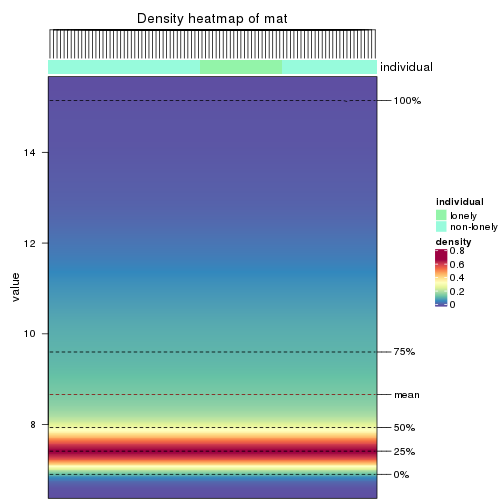 Density heatmap of mat
individual
100%
14
12
value
10
75%
mean
8
50%
25%
0%
individual
lonely
non-lonely
density
0.8
0.6
0.4
0.2
0